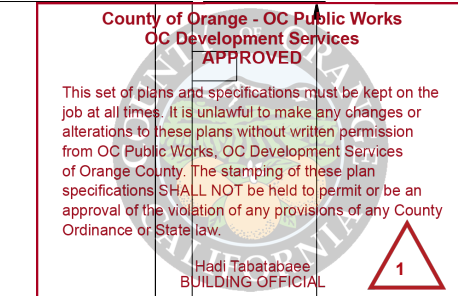 County of Orange - OC Public Works
OC Development Services
APPROVED
This set of plans and specifications must be kept on the
job at all times. It is unlawful to make any changes or
alterations to these plans without written permission
from OC Public Works, OC Development Services
of Orange County. The stamping of these plan
specifications SHALL NOT be held to permit or be an
approval of the violation of any provisions of any County
Ordinance or State law.
Hadi Tabatabaee
BUILDING OFFICIAL
1
COUNTY OF ORANGE
CALIFORNIA